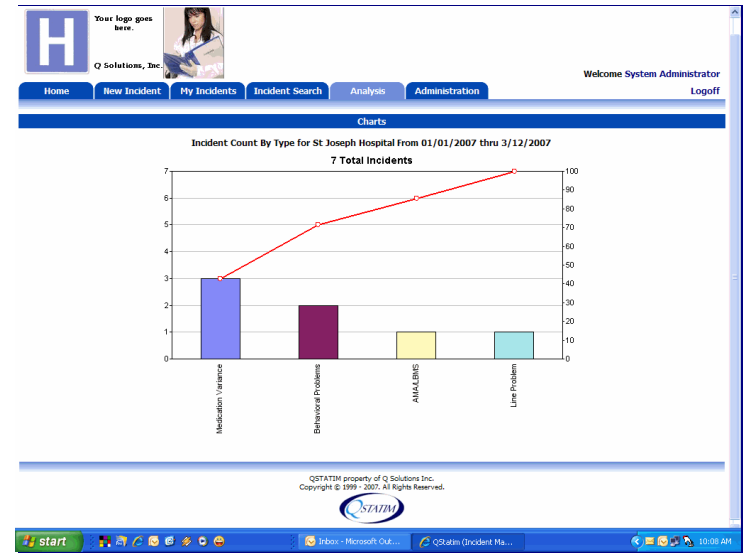 H
Your logo goes
here.
Q Solutions, Inc.
Welcome System Administrator
Home New Incident My Incidents Incident Search Analysis Administration Logoff
Charts
Incident Count By Type for St Joseph Hospital From 01/01/2007 thru 3/12/2007
7 Total Incidents
7 100
90
6
80
5
70
60
4
50
3
40
30
2
20
1
10
0 0
Medication Variance
Behavioral Problems
AMA/LBMS
Line Problem
QSTATIM property of Q Solutions Inc.
Copyright © 1999 - 2007. All Rights Reserved.
QSTATIM
start
Inbox - Microsoft Out...
QStatim (Incident Ma...
10:08 AM